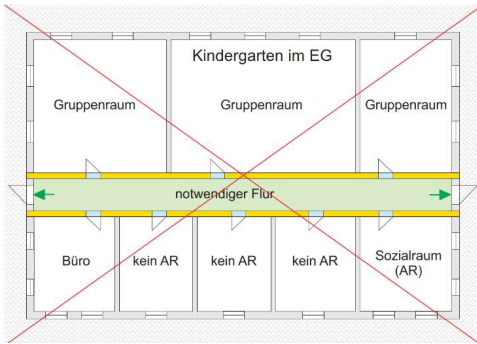 Kindergarten im EG
Gruppenraum
Gruppenraum
Gruppenraum
notwendiger Flur
Büro
kein AR
kein AR
kein AR
Sozialraum
(AR)